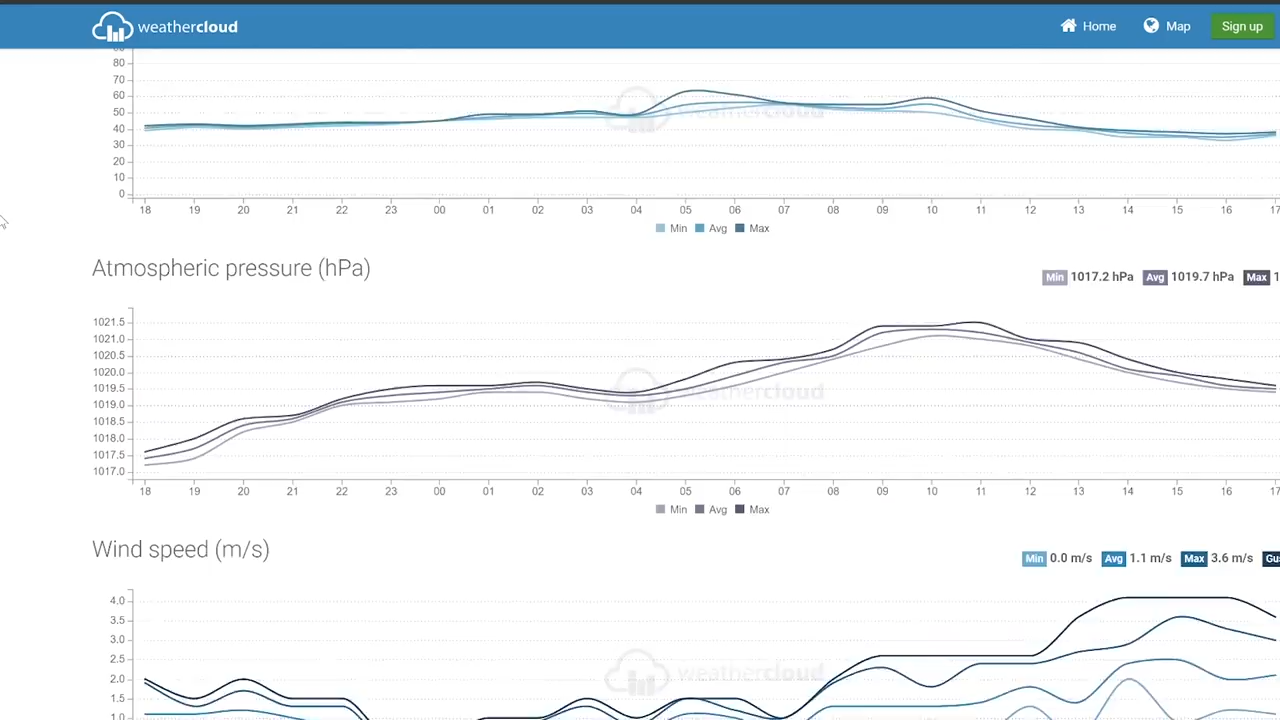 weathercloud
Home
Map
Sign up
80
70
60
50
40
30
20
10
0
18 19 20 21 22 23 00 01 02 03 04 05 06 07 08 09 10 11 12 13 14 15 16 17
Min Avg Max
Atmospheric pressure (hPa)
Min 1017.2 hPa Avg 1019.7 hPa Max 1
1021.5
1021.0
1020.5
1020.0
1019.5
1019.0
1018.5
1018.0
1017.5
1017.0
weathercloud
18 19 20 21 22 23 00 01 02 03 04 05 06 07 08 09 10 11 12 13 14 15 16 17
Min Avg Max
Wind speed (m/s)
Min 0.0 m/s Avg 1.1 m/s Max 3.6 m/s Gu
4.0
3.5
3.0
2.5
2.0
1.5
1.0
weathercloud